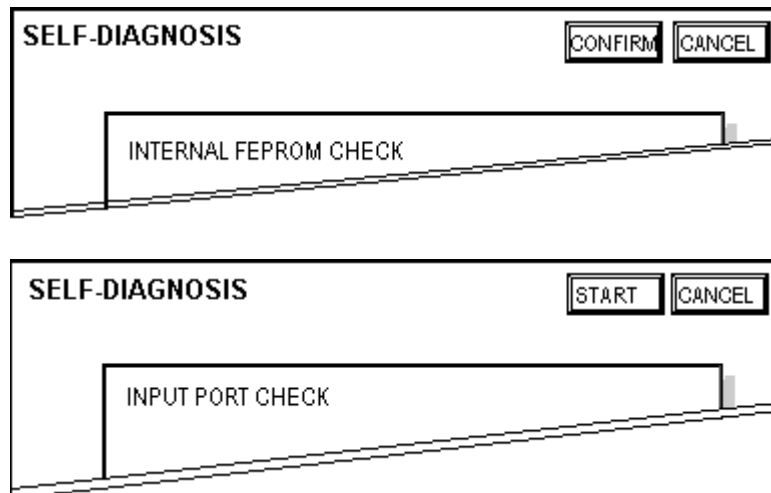 SELF-DIAGNOSIS CONFIRM CANCEL
INTERNAL FEPROM CHECK
SELF-DIAGNOSIS START CANCEL
INPUT PORT CHECK